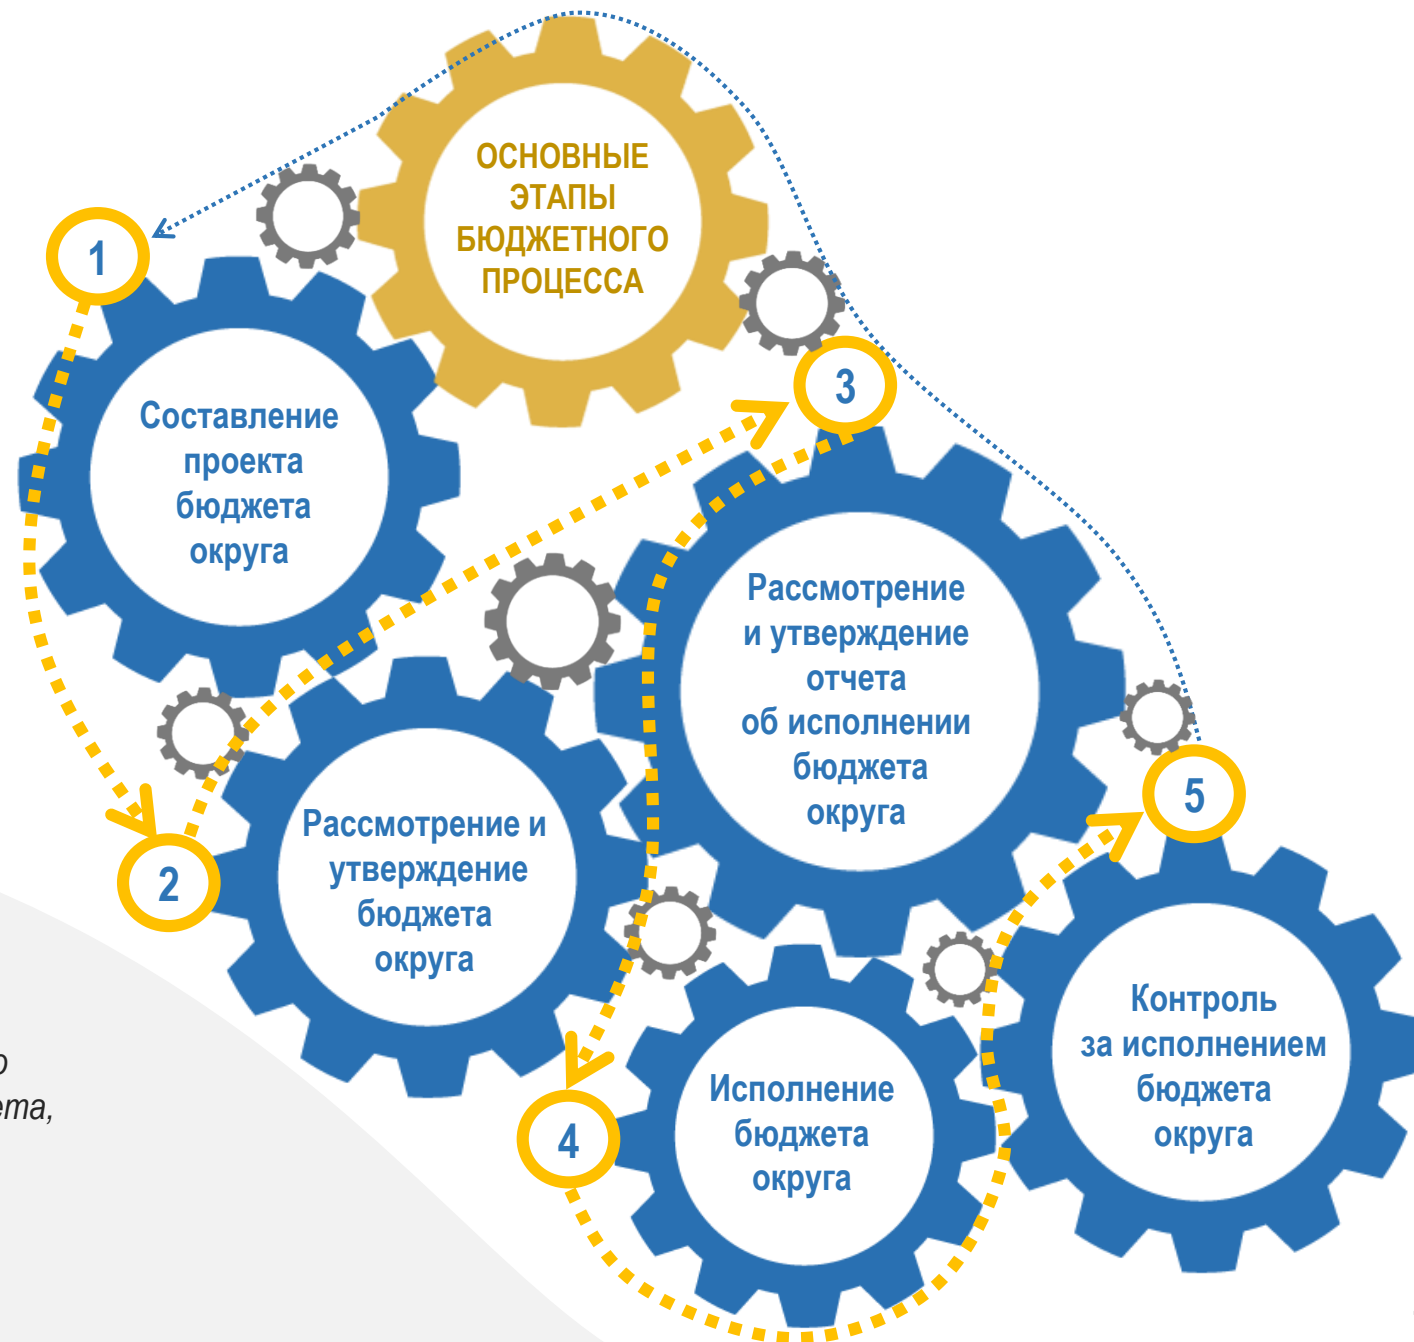 ОСНОВНЫЕ
ЭТАПЫ
БЮДЖЕТНОГО
ПРОЦЕССА
1
Составление
проекта
бюджета
округа
2
Рассмотрение и
утверждение
бюджета
округа
3
Рассмотрение
и утверждение
отчета
об исполнении
бюджета
округа
4
Исполнение
бюджета
округа
5
Контроль
за исполнением
бюджета
округа